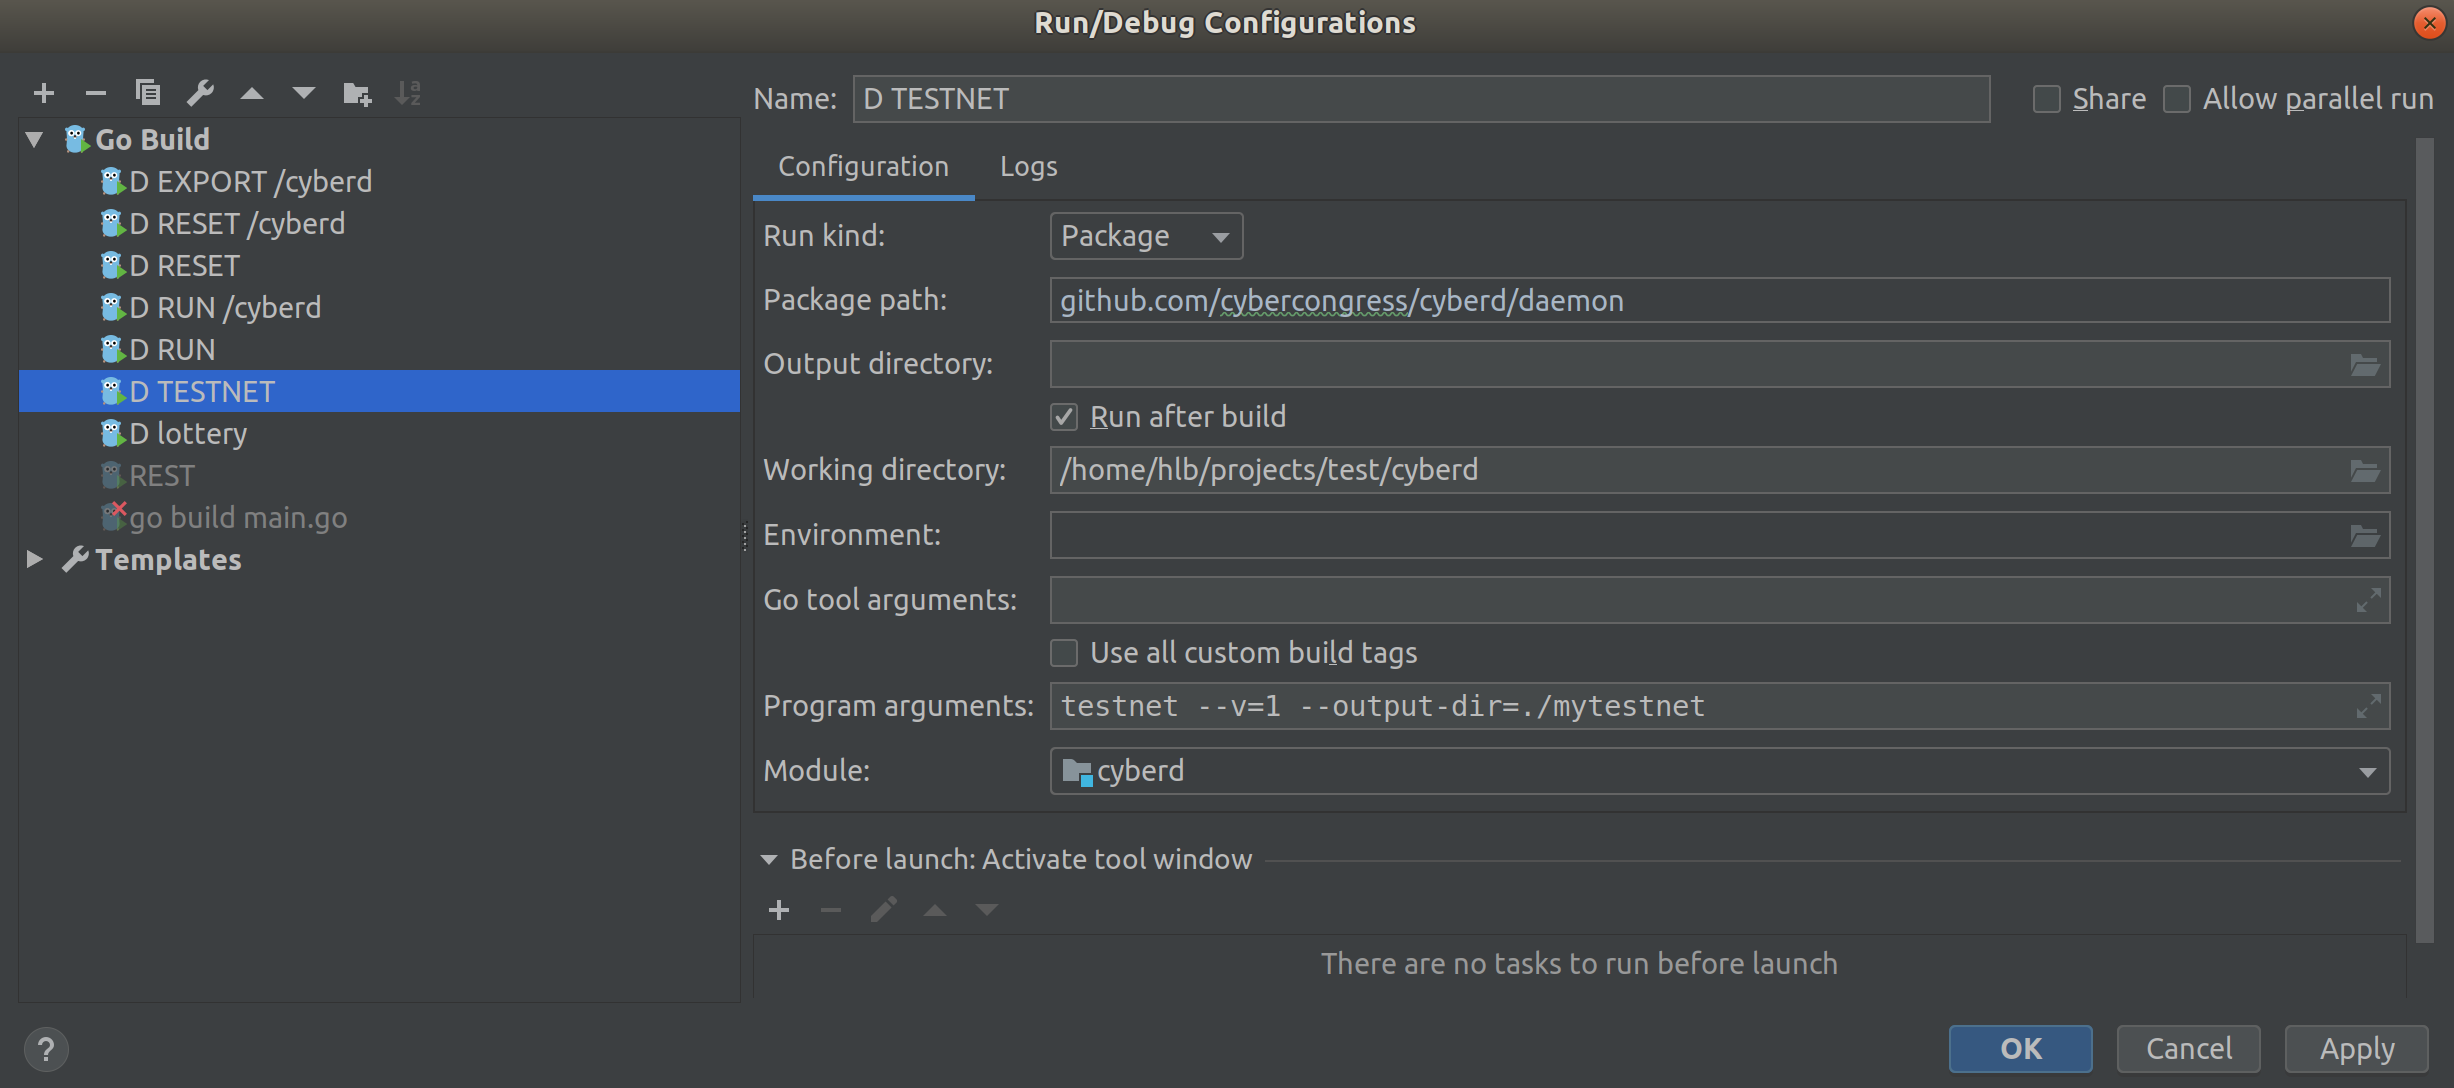 Run/Debug Configurations
Go Build
D EXPORT /cyberd
D RESET /cyberd
D RESET
D RUN /cyberd
D RUN
D TESTNET
D lottery
REST
go build main.go
Templates
Name: D TESTNET
Share
Allow parallel run
Configuration Logs
Run kind: Package
Package path: github.com/cybercongress/cyberd/daemon
Output directory:
Run after build
Working directory: /home/hlb/projects/test/cyberd
Environment:
Go tool arguments:
Use all custom build tags
Program arguments: testnet --v=1 --output-dir=./mytestnet
Module: cyberd
Before launch: Activate tool window
There are no tasks to run before launch
?
OK Cancel Apply